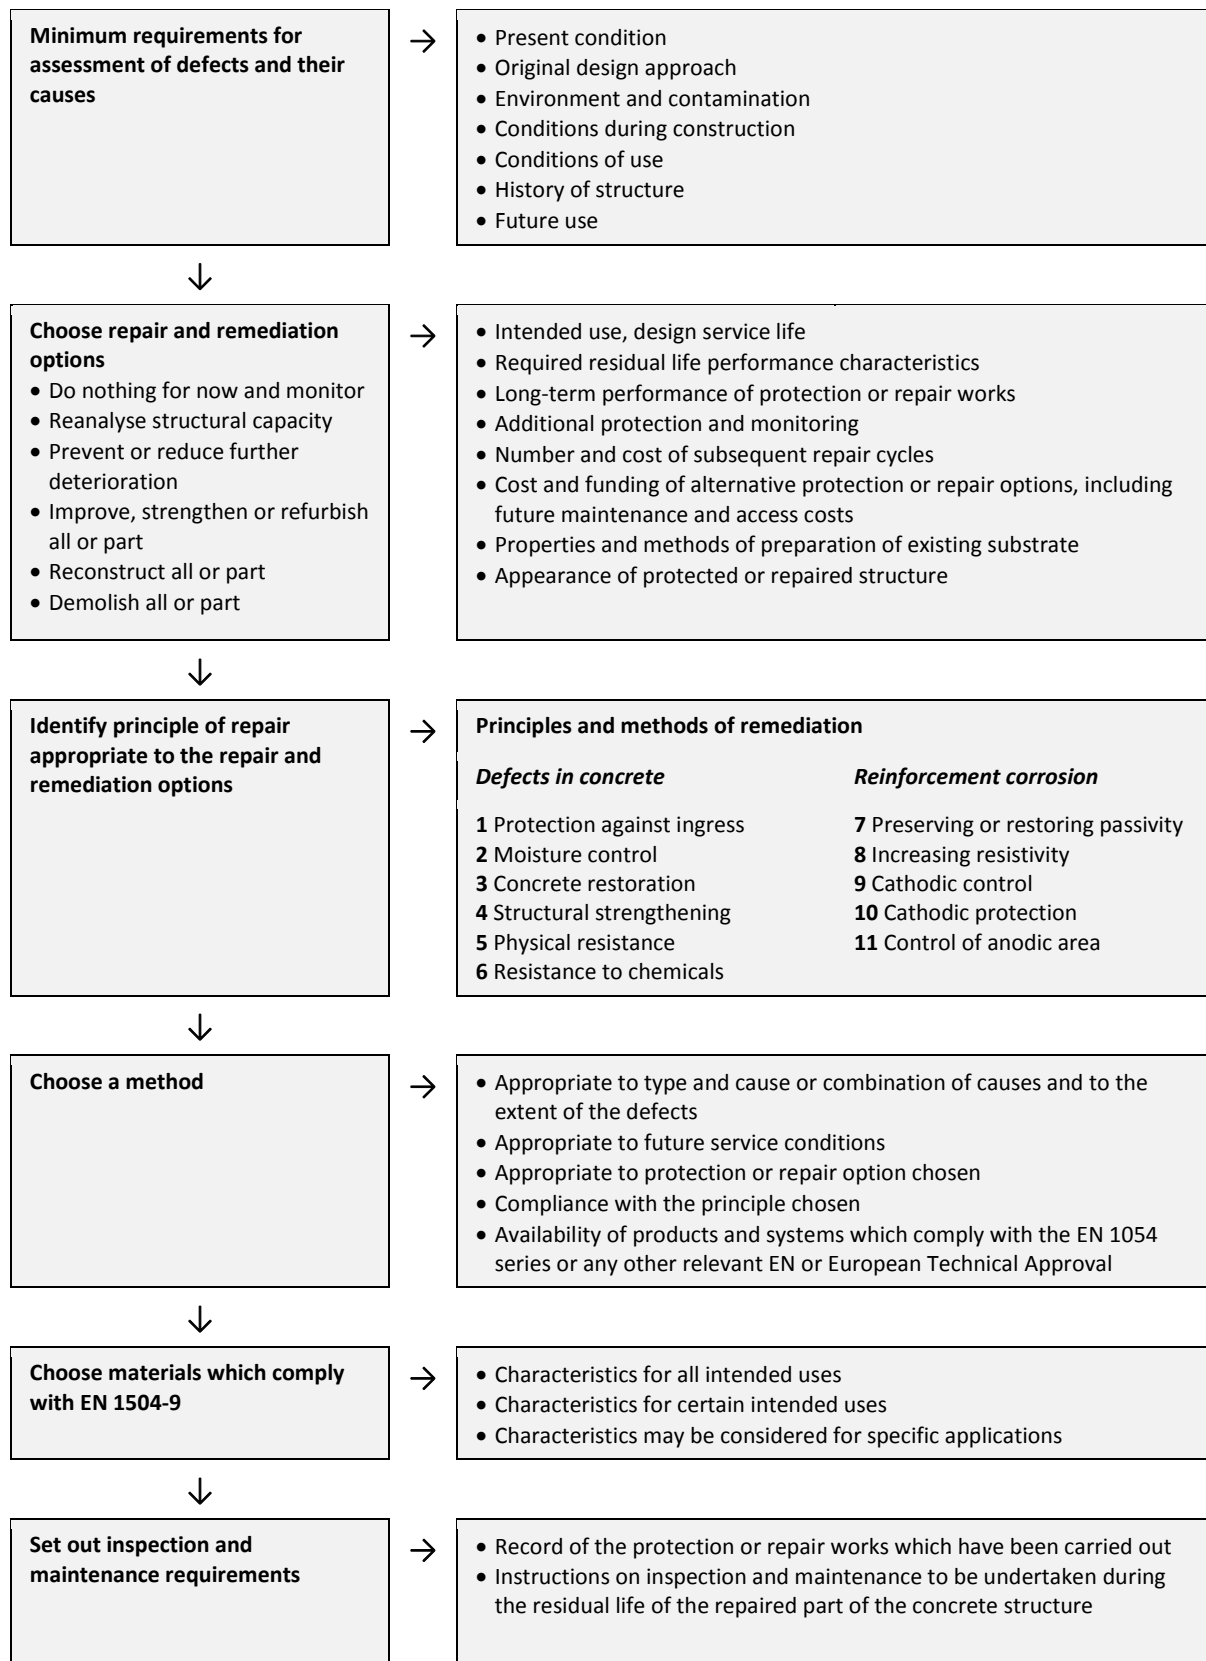 Minimum requirements for
assessment of defects and their
causes
→
• Present condition
• Original design approach
• Environment and contamination
• Conditions during construction
• Conditions of use
• History of structure
• Future use
↓
Choose repair and remediation
options
• Do nothing for now and monitor
• Reanalyse structural capacity
• Prevent or reduce further
deterioration
• Improve, strengthen or refurbish
all or part
• Reconstruct all or part
• Demolish all or part
→
• Intended use, design service life
• Required residual life performance characteristics
• Long-term performance of protection or repair works
• Additional protection and monitoring
• Number and cost of subsequent repair cycles
• Cost and funding of alternative protection or repair options, including
future maintenance and access costs
• Properties and methods of preparation of existing substrate
• Appearance of protected or repaired structure
↓
Identify principle of repair
appropriate to the repair and
remediation options
→
Principles and methods of remediation
Defects in concrete
1 Protection against ingress
2 Moisture control
3 Concrete restoration
4 Structural strengthening
5 Physical resistance
6 Resistance to chemicals
Reinforcement corrosion
7 Preserving or restoring passivity
8 Increasing resistivity
9 Cathodic control
10 Cathodic protection
11 Control of anodic area
↓
Choose a method
→
• Appropriate to type and cause or combination of causes and to the
extent of the defects
• Appropriate to future service conditions
• Appropriate to protection or repair option chosen
• Compliance with the principle chosen
• Availability of products and systems which comply with the EN 1054
series or any other relevant EN or European Technical Approval
↓
Choose materials which comply
with EN 1504-9
→
• Characteristics for all intended uses
• Characteristics for certain intended uses
• Characteristics may be considered for specific applications
↓
Set out inspection and
maintenance requirements
→
• Record of the protection or repair works which have been carried out
• Instructions on inspection and maintenance to be undertaken during
the residual life of the repaired part of the concrete structure